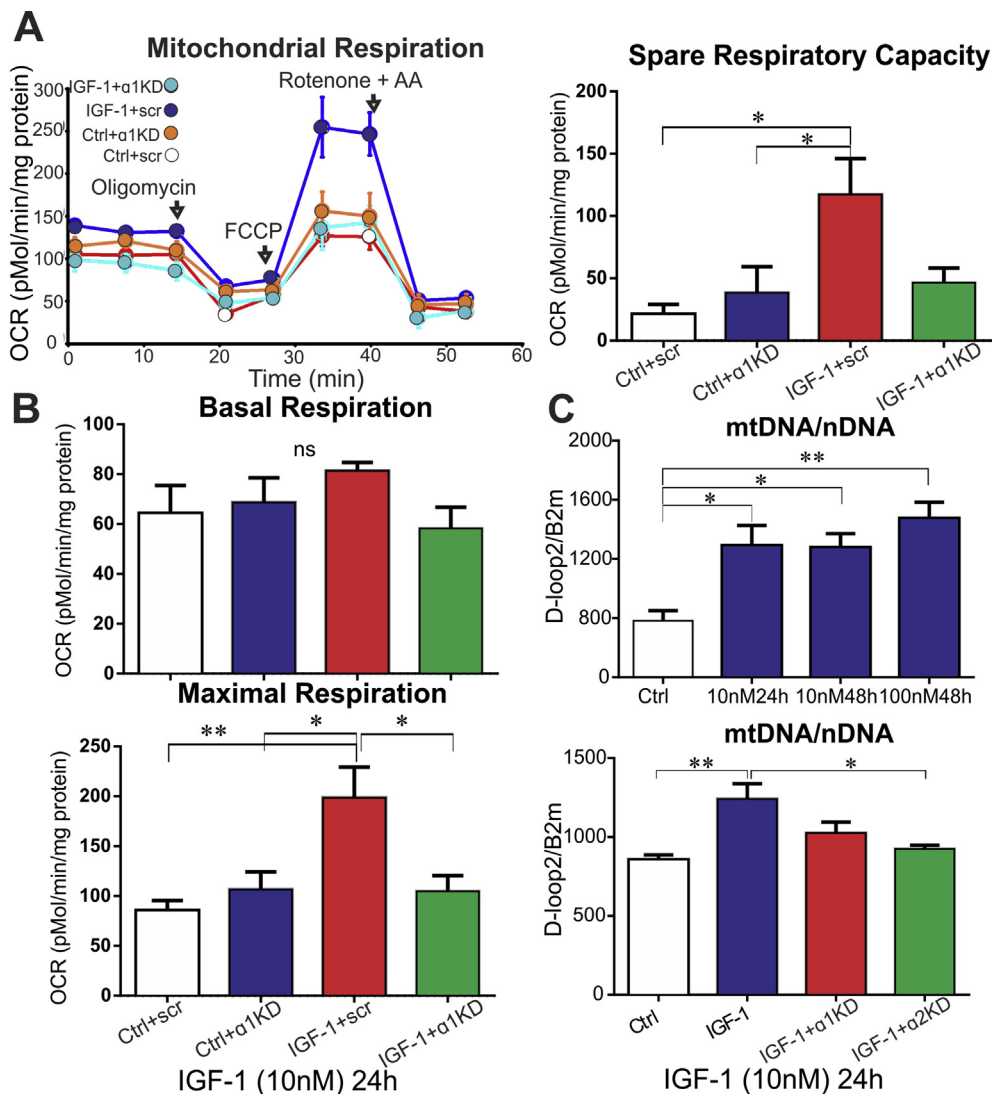 A
Mitochondrial Respiration
OCR (pMol/min/mg protein)
300
250
200
150
100
50
0
IGF-1+α1KD
IGF-1+scr
Ctrl+α1KD
Ctrl+scr
Oligomycin
FCCP
Rotenone + AA
0 10 20 30 40 50 60
Time (min)
Spare Respiratory Capacity
OCR (pMol/min/mg protein)
200
150
100
50
0
*
*
Ctrl+scr Ctrl+α1KD IGF-1+scr IGF-1+α1KD
B
Basal Respiration
OCR (pMol/min/mg protein)
100
80
60
80
40
20
0
ns
Maximal Respiration
OCR (pMol/min/mg protein)
250
200
150
100
50
0
** * *
Ctrl+scr Ctrl+α1KD IGF-1+scr IGF-1+α1KD
IGF-1 (10nM) 24h
C
mtDNA/nDNA
D-loop2/B2m
2000
1600
1200
800
600
**
*
*
Ctrl 10nM24h 10nM48h 100nM48h
mtDNA/nDNA
D-loop2/B2m
1500
1000
500
0
** *
Ctrl IGF-1 IGF-1+α1KD IGF-1+α2KD
IGF-1 (10nM) 24h